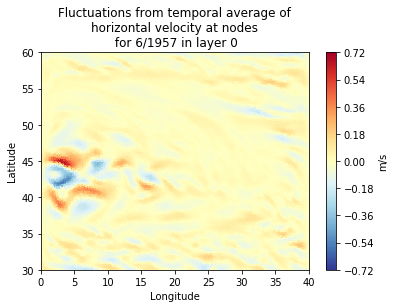 Fluctuations from temporal average of
horizontal velocity at nodes
for 6/1957 in layer 0
60
55
50
45
40
35
30
0 5 10 15 20 25 30 35 40
Latitude
Longitude
0.72
0.54
0.36
0.18
0.00
−0.18
−0.36
−0.54
−0.72
m/s